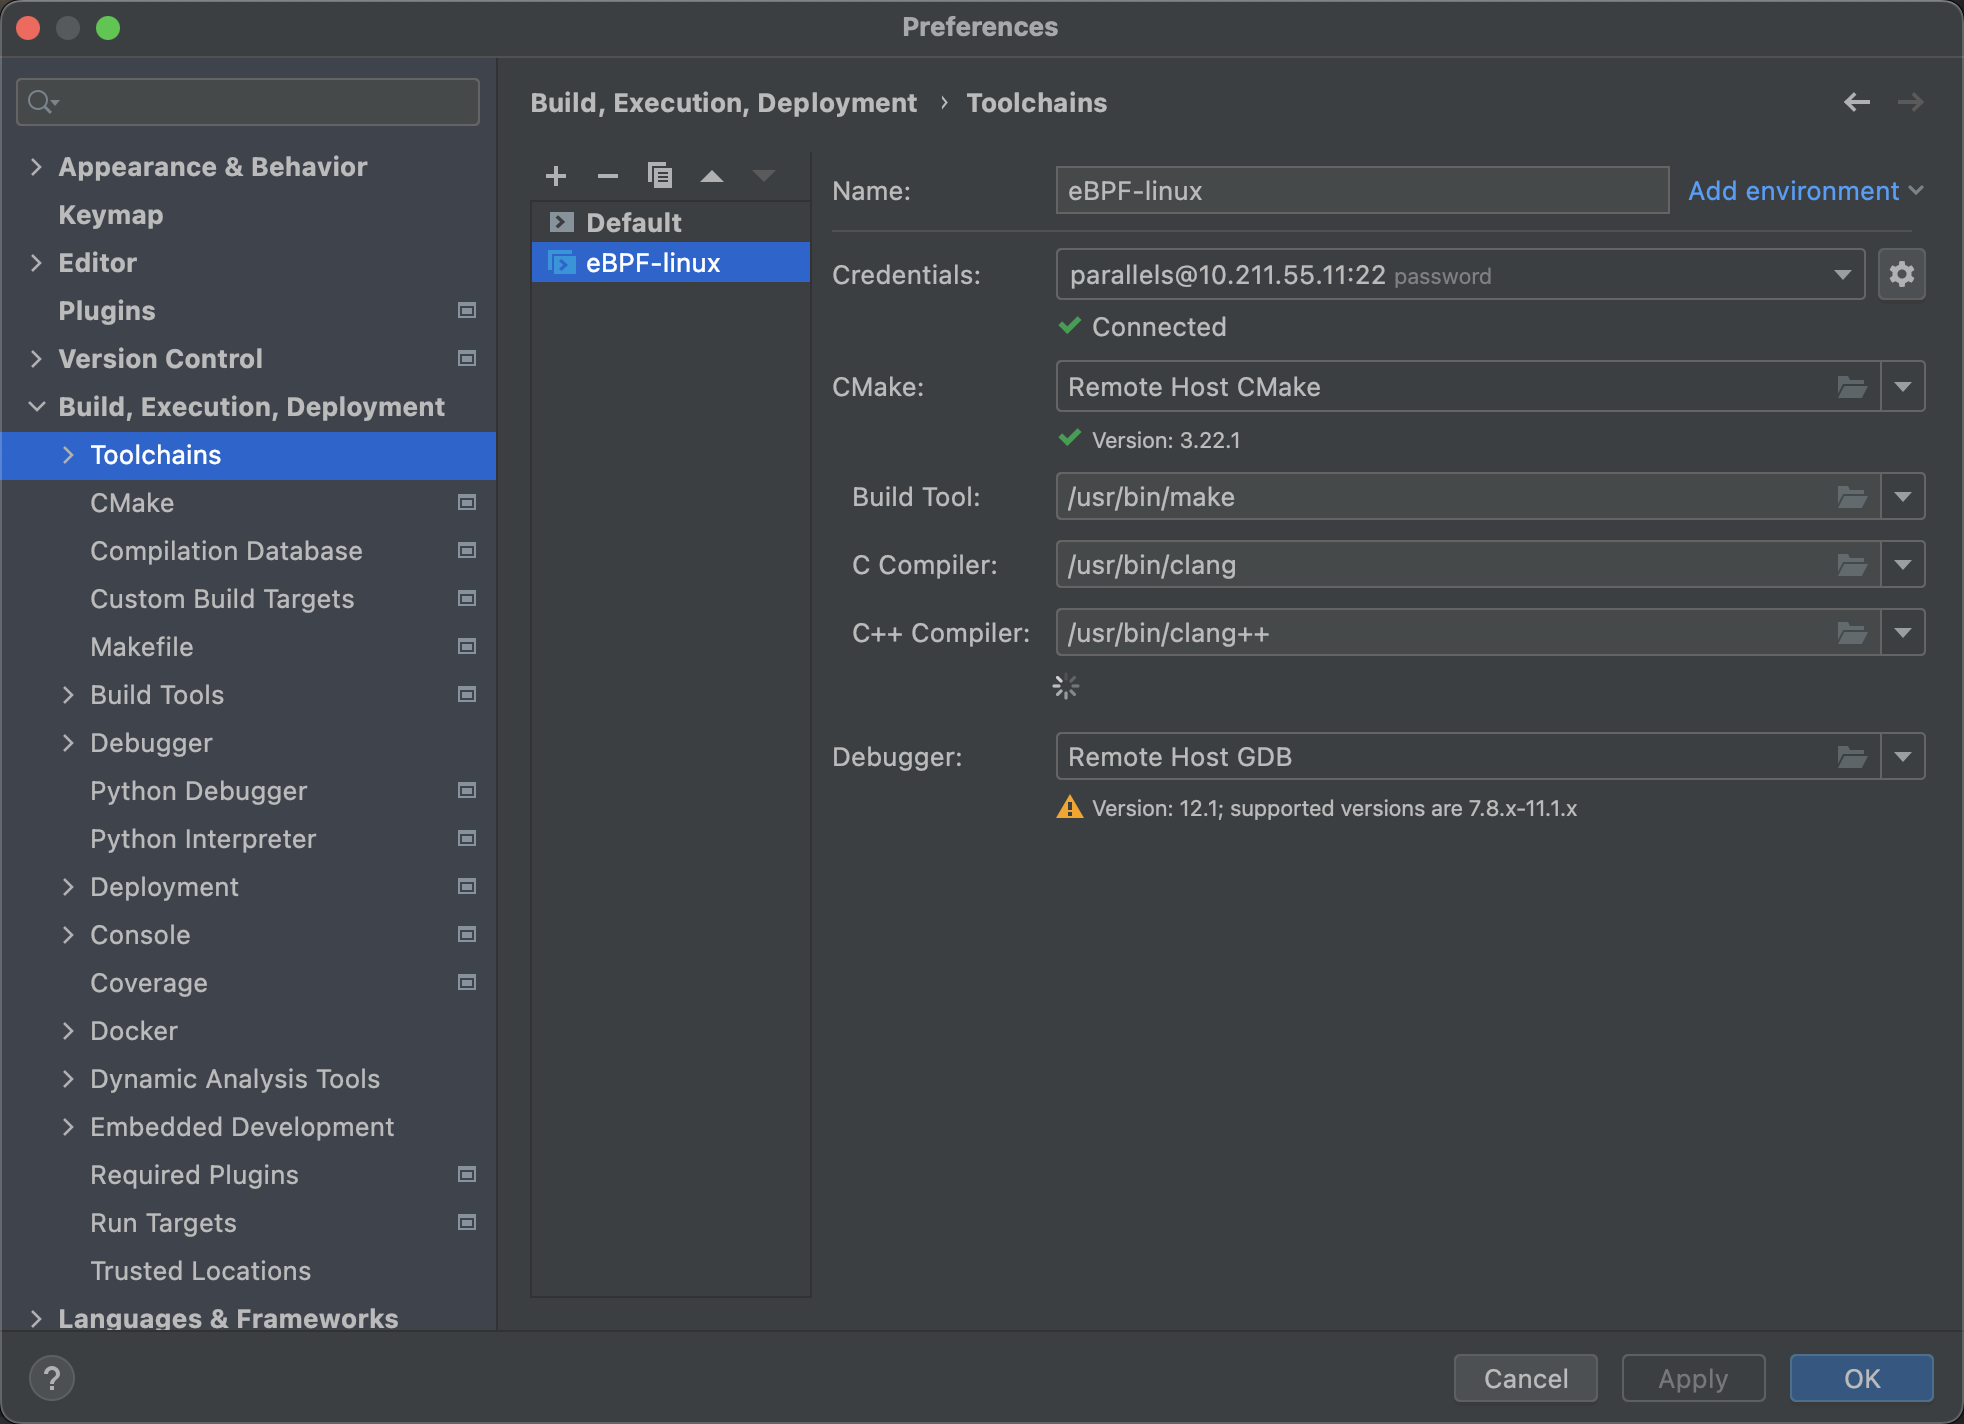 Preferences
Build, Execution, Deployment › Toolchains
Appearance & Behavior
Keymap
Editor
Plugins
Version Control
Build, Execution, Deployment
Toolchains
CMake
Compilation Database
Custom Build Targets
Makefile
Build Tools
Debugger
Python Debugger
Python Interpreter
Deployment
Console
Coverage
Docker
Dynamic Analysis Tools
Embedded Development
Required Plugins
Run Targets
Trusted Locations
Languages & Frameworks
Default
eBPF-linux
Name: eBPF-linux Add environment
Credentials: parallels@10.211.55.11:22 password
Connected
CMake: Remote Host CMake
Version: 3.22.1
Build Tool: /usr/bin/make
C Compiler: /usr/bin/clang
C++ Compiler: /usr/bin/clang++
Debugger: Remote Host GDB
Version: 12.1; supported versions are 7.8.x-11.1.x
? Cancel Apply OK